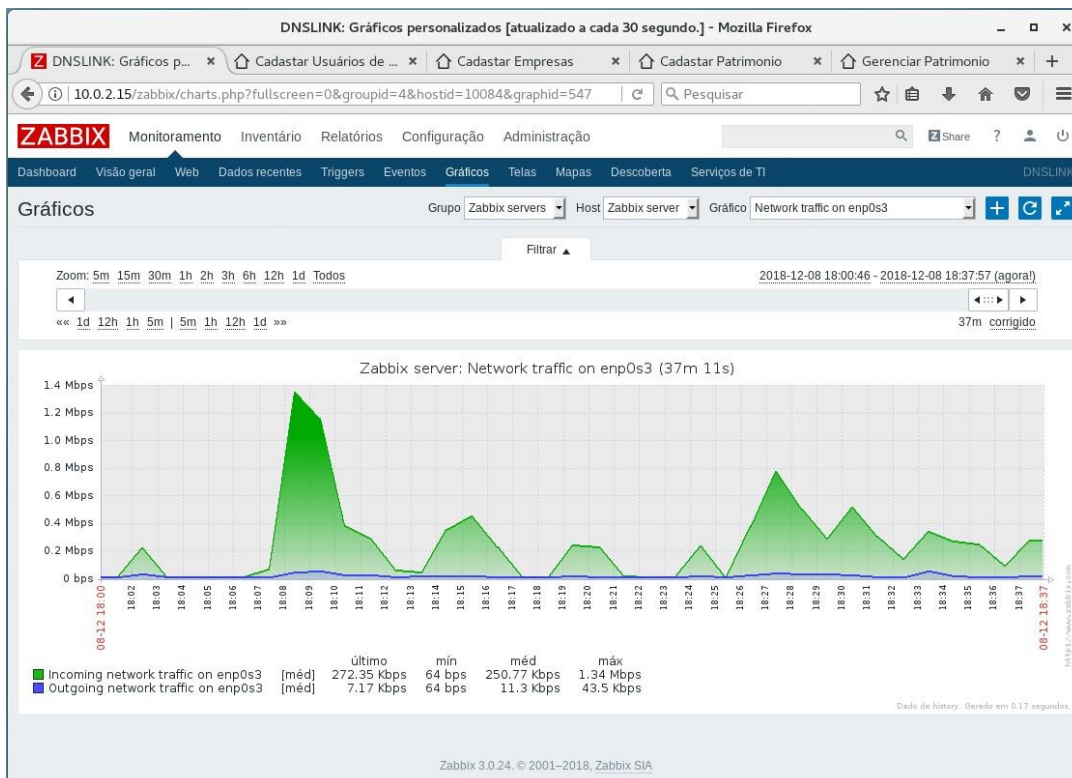 DNSLINK: Gráficos personalizados [atualizado a cada 30 segundo.] - Mozilla Firefox
DNSLINK: Gráficos p... Cadastar Usuários de ... Cadastar Empresas Cadastar Patrimonio Gerenciar Patrimonio
10.0.2.15/zabbix/charts.php?fullscreen=0&groupid=4&hostid=10084&graphid=547 Pesquisar
ZABBIX Monitoramento Inventário Relatórios Configuração Administração Share ?
Dashboard Visão geral Web Dados recentes Triggers Eventos Gráficos Telas Mapas Descoberta Serviços de TI DNSLINK
Gráficos Grupo Zabbix servers Host Zabbix server Gráfico Network traffic on enp0s3
Filtrar ▲
Zoom: 5m 15m 30m 1h 2h 3h 6h 12h 1d Todos 2018-12-08 18:00:46 - 2018-12-08 18:37:57 (agora!)
«« 1d 12h 1h 5m | 5m 1h 12h 1d »» 37m corrigido
Zabbix server: Network traffic on enp0s3 (37m 11s)
1.4 Mbps
1.2 Mbps
1.0 Mbps
0.8 Mbps
0.6 Mbps
0.4 Mbps
0.2 Mbps
0 bps
08-12 18:00 18:02 18:03 18:04 18:05 18:06 18:07 18:08 18:09 18:10 18:11 18:12 18:13 18:14 18:15 18:16 18:17 18:18 18:19 18:20 18:21 18:22 18:23 18:24 18:25 18:26 18:27 18:28 18:29 18:30 18:31 18:32 18:33 18:34 18:35 18:36 18:37 08-12 18:37
http://www.zabbix.com
último mín méd máx
Incoming network traffic on enp0s3 [méd] 272.35 Kbps 64 bps 250.77 Kbps 1.34 Mbps
Outgoing network traffic on enp0s3 [méd] 7.17 Kbps 64 bps 11.3 Kbps 43.5 Kbps
Dado de history. Gerado em 0.17 segundos.
Zabbix 3.0.24. © 2001–2018, Zabbix SIA